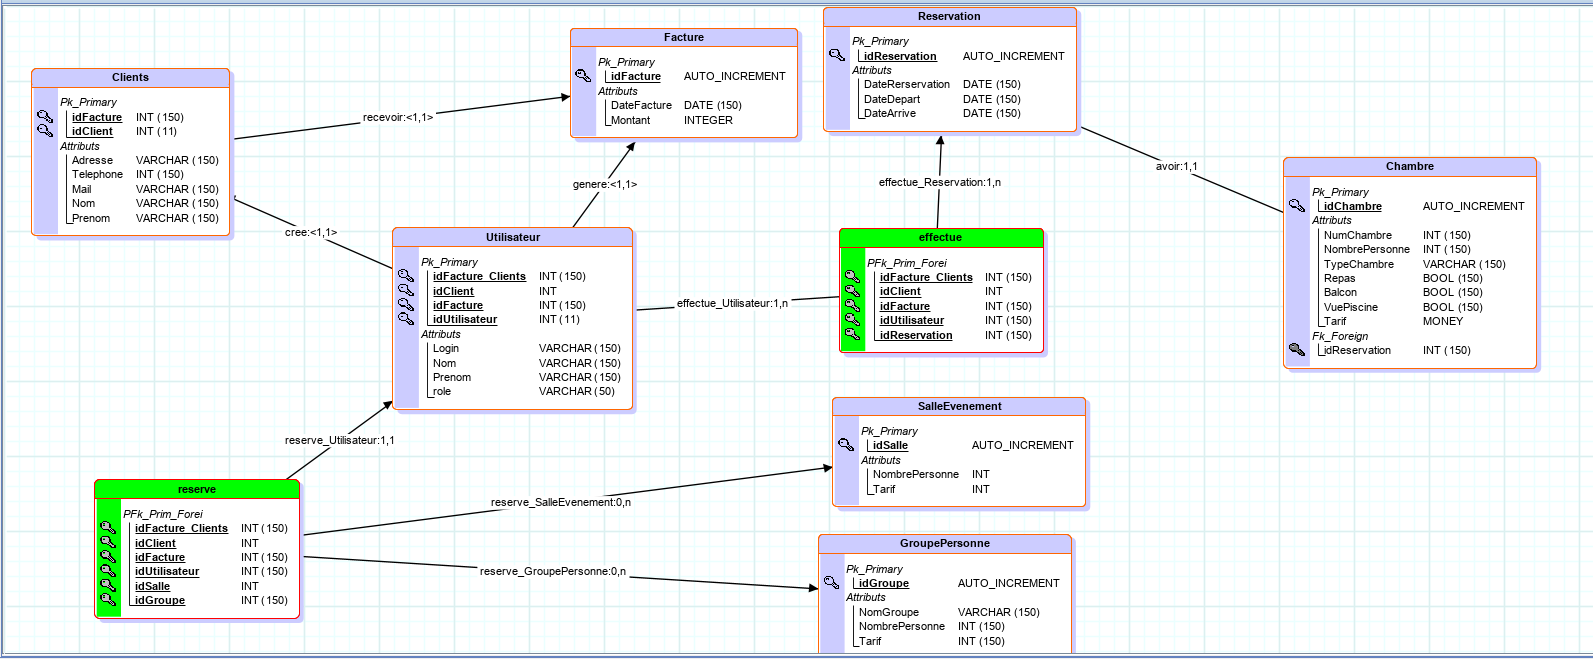 Clients
Pk_Primary
idFacture INT (150)
idClient INT (11)
Attributs
Adresse VARCHAR (150)
Telephone INT (150)
Mail VARCHAR (150)
Nom VARCHAR (150)
Prenom VARCHAR (150)
recevoir:<1,1>
Facture
Pk_Primary
idFacture AUTO_INCREMENT
Attributs
DateFacture DATE (150)
Montant INTEGER
genere:<1,1>
cree:<1,1>
Reservation
Pk_Primary
idReservation AUTO_INCREMENT
Attributs
DateRerservation DATE (150)
DateDepart DATE (150)
DateArrive DATE (150)
avoir:1,1
effectue_Reservation:1,n
Chambre
Pk_Primary
idChambre AUTO_INCREMENT
Attributs
NumChambre INT (150)
NombrePersonne INT (150)
TypeChambre VARCHAR (150)
Repas BOOL (150)
Balcon BOOL (150)
VuePiscine BOOL (150)
Tarif MONEY
Fk_Foreign
idReservation INT (150)
Utilisateur
Pk_Primary
idFacture_Clients INT (150)
idClient INT
idFacture INT (150)
idUtilisateur INT (11)
Attributs
Login VARCHAR (150)
Nom VARCHAR (150)
Prenom VARCHAR (150)
role VARCHAR (50)
effectue_Utilisateur:1,n
effectue
PFk_Prim_Forei
idFacture_Clients INT (150)
idClient INT
idFacture INT (150)
idUtilisateur INT (150)
idReservation INT (150)
reserve_Utilisateur:1,1
SalleEvenement
Pk_Primary
idSalle AUTO_INCREMENT
Attributs
NombrePersonne INT
Tarif INT
reserve
PFk_Prim_Forei
idFacture_Clients INT (150)
idClient INT
idFacture INT (150)
idUtilisateur INT (150)
idSalle INT
idGroupe INT (150)
reserve_SalleEvenement:0,n
reserve_GroupePersonne:0,n
GroupePersonne
Pk_Primary
idGroupe AUTO_INCREMENT
Attributs
NomGroupe VARCHAR (150)
NombrePersonne INT (150)
Tarif INT (150)